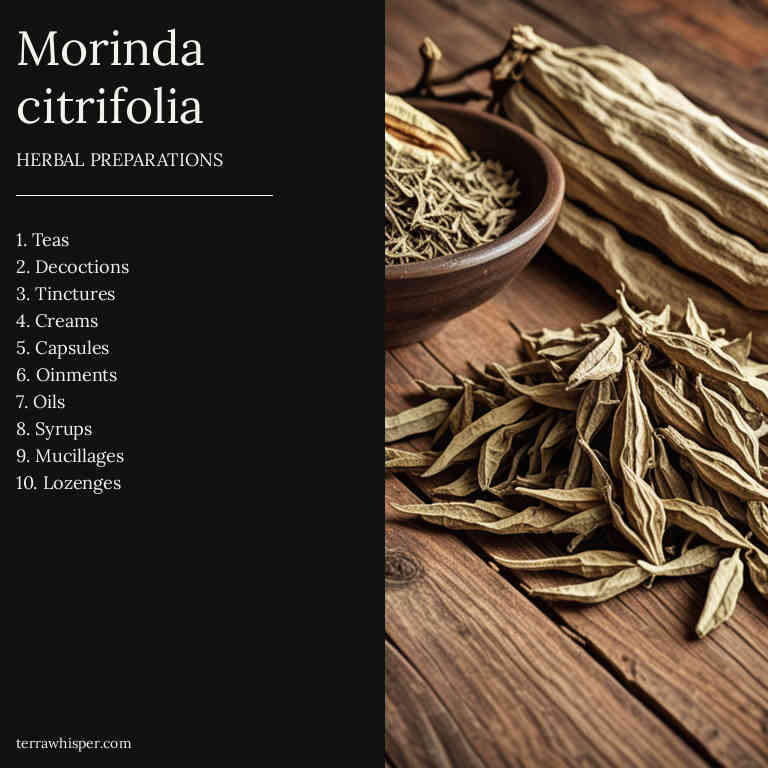 Morinda
citrifolia
HERBAL PREPARATIONS
1. Teas
2. Decoctions
3. Tinctures
4. Creams
5. Capsules
6. Oinments
7. Oils
8. Syrups
9. Mucillages
10. Lozenges
terrawhisper.com